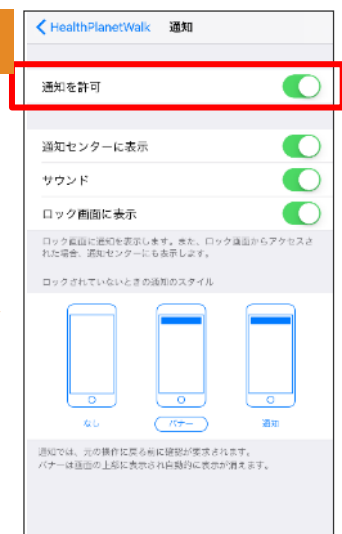 HealthPlanetWalk 通知
通知を許可
通知センターに表示
サウンド
ロック画面に表示
ロック画面に通知を表示します。また、ロック画面からアクセスさ
れた場合、通知センターにも表示します。
ロックされていないときの通知のスタイル
なし バナー 通知
通知では、元の操作に戻る前に確認が要求されます。
バナーは画面の上部に表示され自動的に表示が消えます。